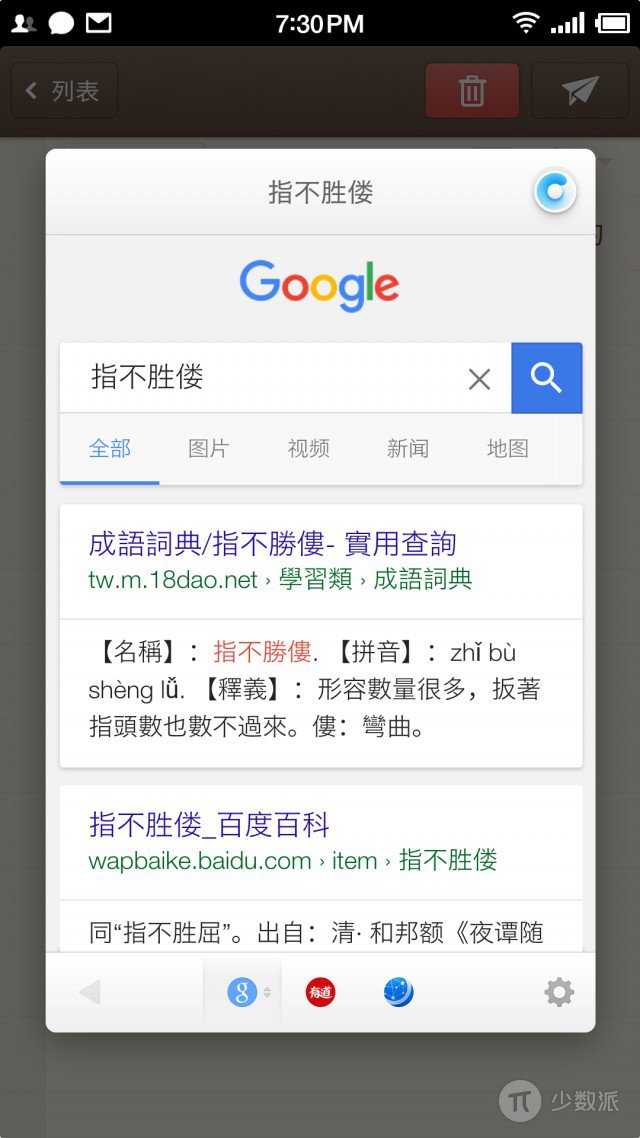 7:30PM
列表
指不胜偻
Google
指不胜偻
全部 图片 视频 新闻 地图
成語詞典/指不勝僂- 實用查詢
tw.m.18dao.net › 學習類 › 成語詞典
【名稱】：指不勝僂. 【拼音】：zhǐ bù
shèng lǚ. 【釋義】：形容數量很多，扳著
指頭數也數不過來。僂：彎曲。
指不胜偻_百度百科
wapbaike.baidu.com › item › 指不胜偻
同“指不胜屈”。出自：清· 和邦额《夜谭随
g 有道
少数派